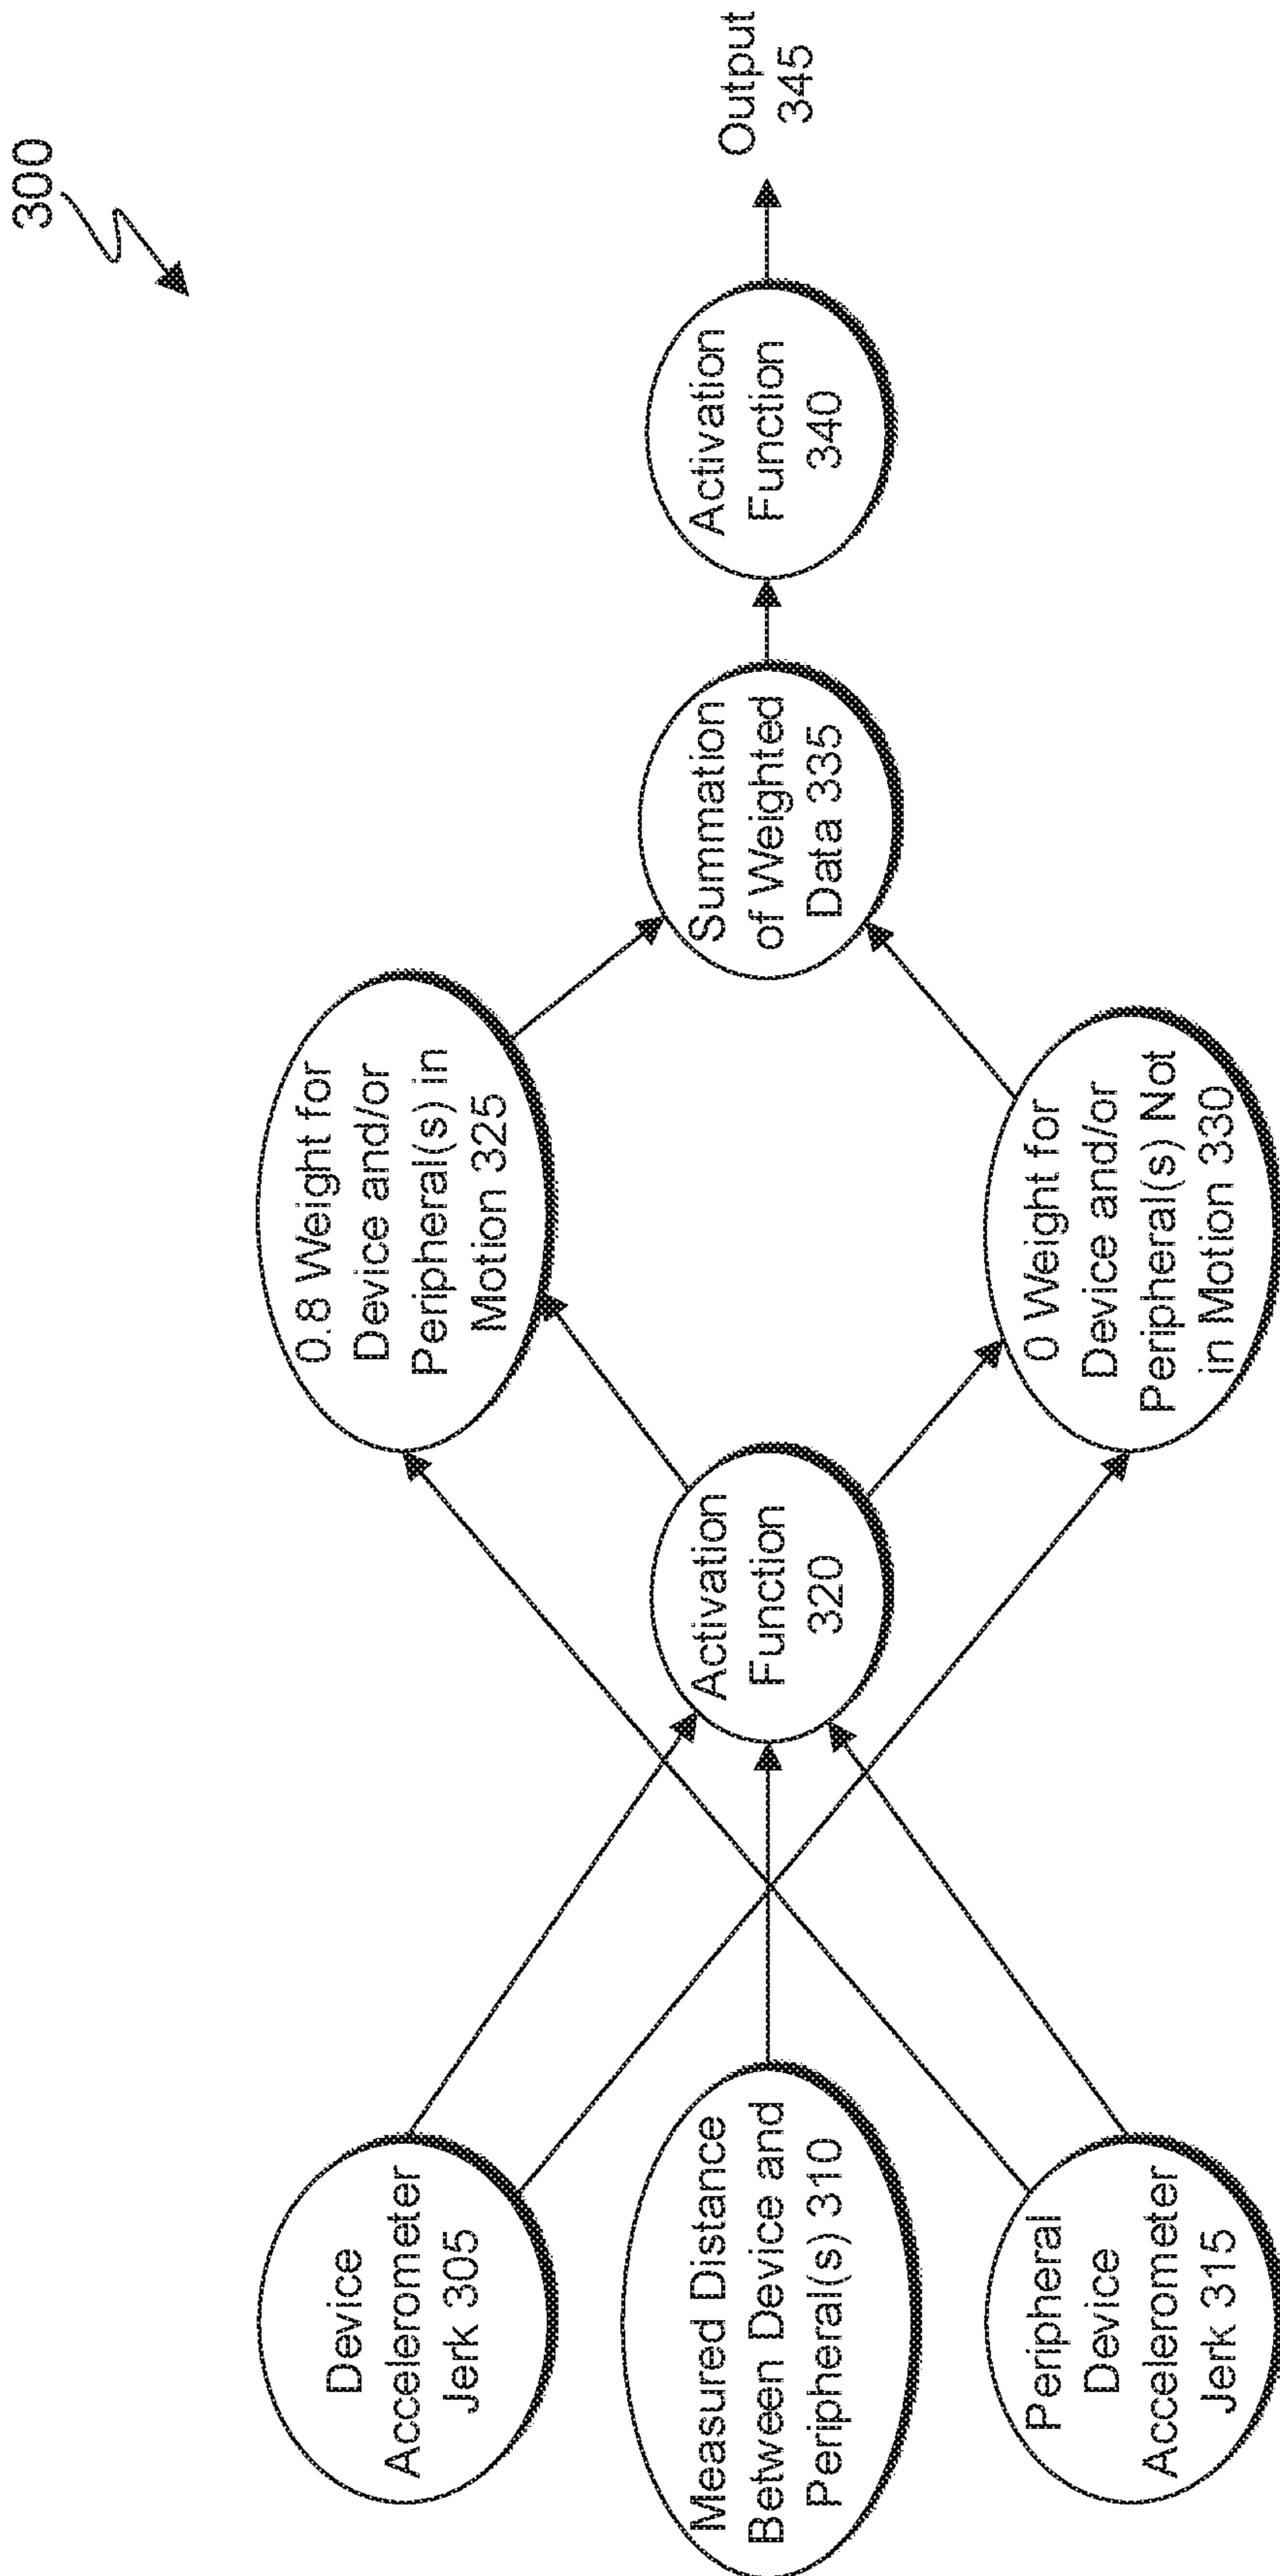 300
Device
Accelerometer
Jerk 305
Measured Distance
Between Device and
Peripheral(s) 310
Peripheral
Device
Accelerometer
Jerk 315
Activation
Function
320
0.8 Weight for
Device and/or
Peripheral(s) in
Motion 325
0 Weight for
Device and/or
Peripheral(s) Not
in Motion 330
Summation
of Weighted
Data 335
Activation
Function
340
Output
345